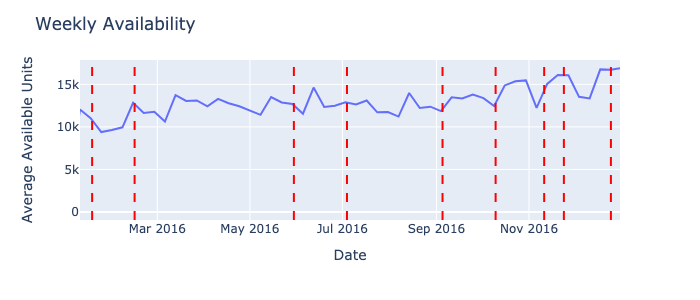 Weekly Availability
Average Available Units
15k
10k
5k
0
Mar 2016
May 2016
Jul 2016
Sep 2016
Nov 2016
Date